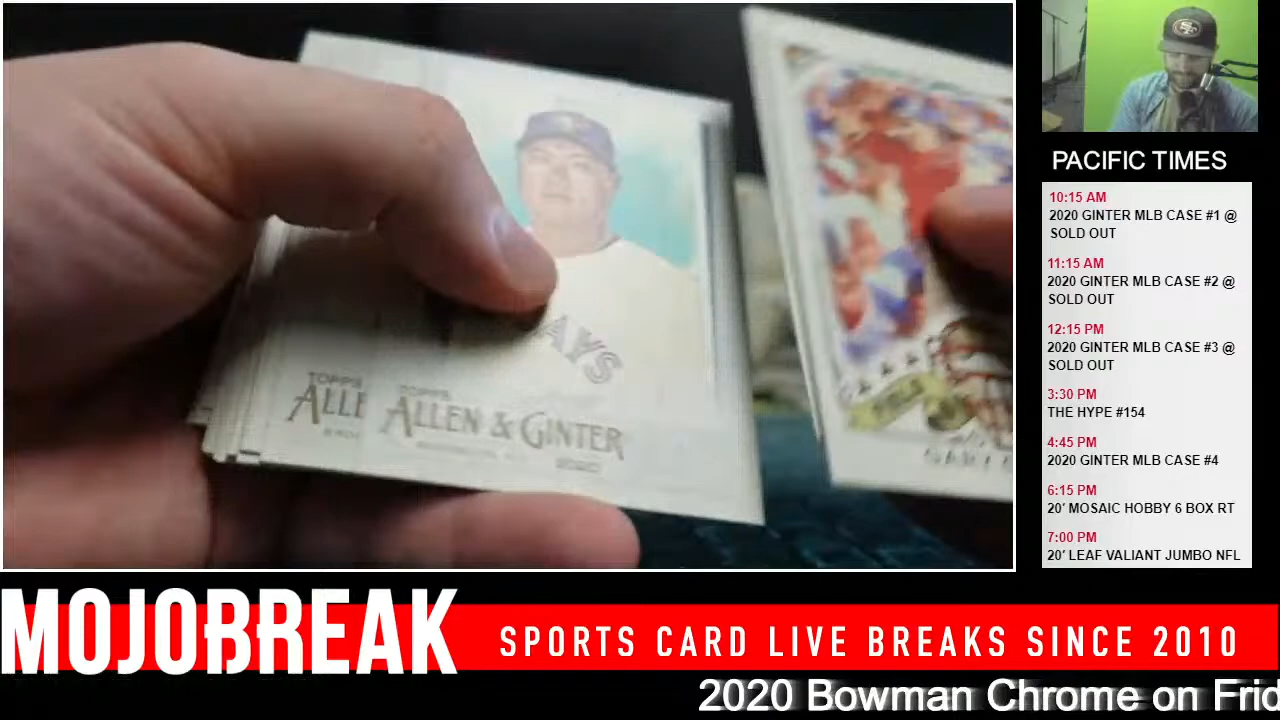 AYS
TOPPS
ALLE
TOPPS
ALLEN & GINTER
PACIFIC TIMES
10:15 AM
2020 GINTER MLB CASE #1 @
SOLD OUT
11:15 AM
2020 GINTER MLB CASE #2 @
SOLD OUT
12:15 PM
2020 GINTER MLB CASE #3 @
SOLD OUT
3:30 PM
THE HYPE #154
4:45 PM
2020 GINTER MLB CASE #4
6:15 PM
20' MOSAIC HOBBY 6 BOX RT
7:00 PM
20' LEAF VALIANT JUMBO NFL
MOJOBREAK
SPORTS CARD LIVE BREAKS SINCE 2010
2020 Bowman Chrome on Frid